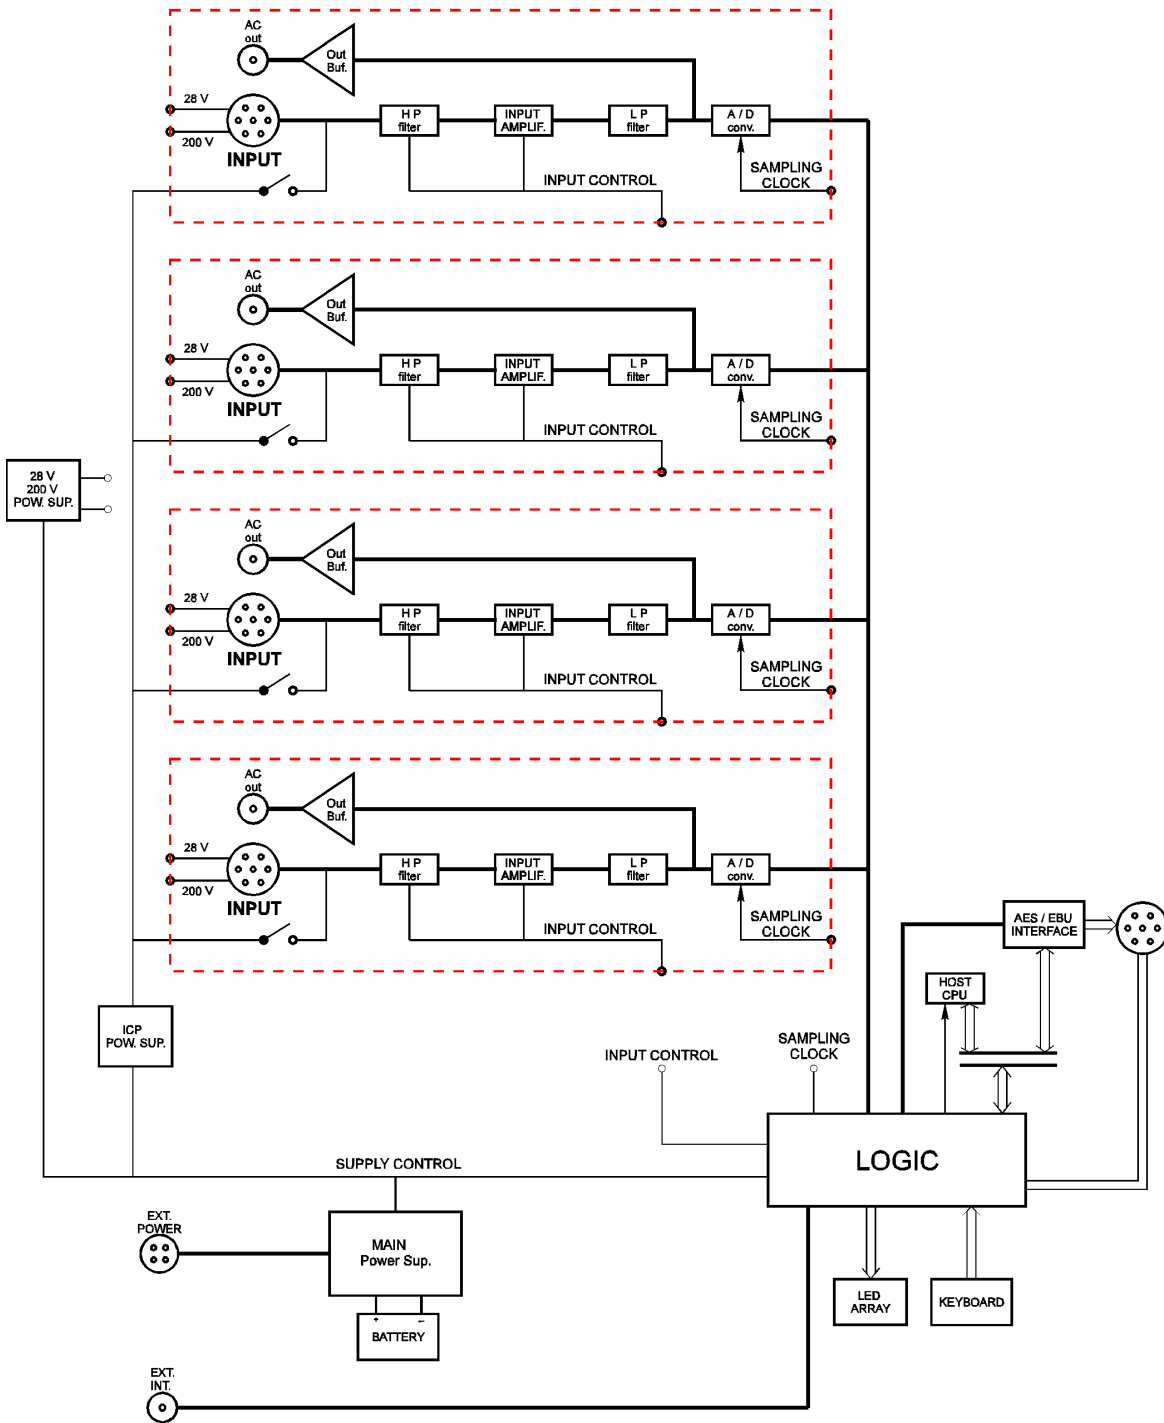 AC
out
Out
Buf.
28 V
200 V
INPUT
H P
filter
INPUT
AMPLIF.
L P
filter
A / D
conv.
INPUT CONTROL
SAMPLING
CLOCK
AC
out
Out
Buf.
28 V
200 V
INPUT
H P
filter
INPUT
AMPLIF.
L P
filter
A / D
conv.
INPUT CONTROL
SAMPLING
CLOCK
28 V
200 V
POW. SUP.
AC
out
Out
Buf.
28 V
200 V
INPUT
H P
filter
INPUT
AMPLIF.
L P
filter
A / D
conv.
INPUT CONTROL
SAMPLING
CLOCK
AC
out
Out
Buf.
28 V
200 V
INPUT
H P
filter
INPUT
AMPLIF.
L P
filter
A / D
conv.
INPUT CONTROL
SAMPLING
CLOCK
AES / EBU
INTERFACE
HOST
CPU
ICP
POW. SUP.
INPUT CONTROL
SAMPLING
CLOCK
LOGIC
SUPPLY CONTROL
EXT.
POWER
MAIN
Power Sup.
+ –
BATTERY
LED
ARRAY
KEYBOARD
EXT.
INT.